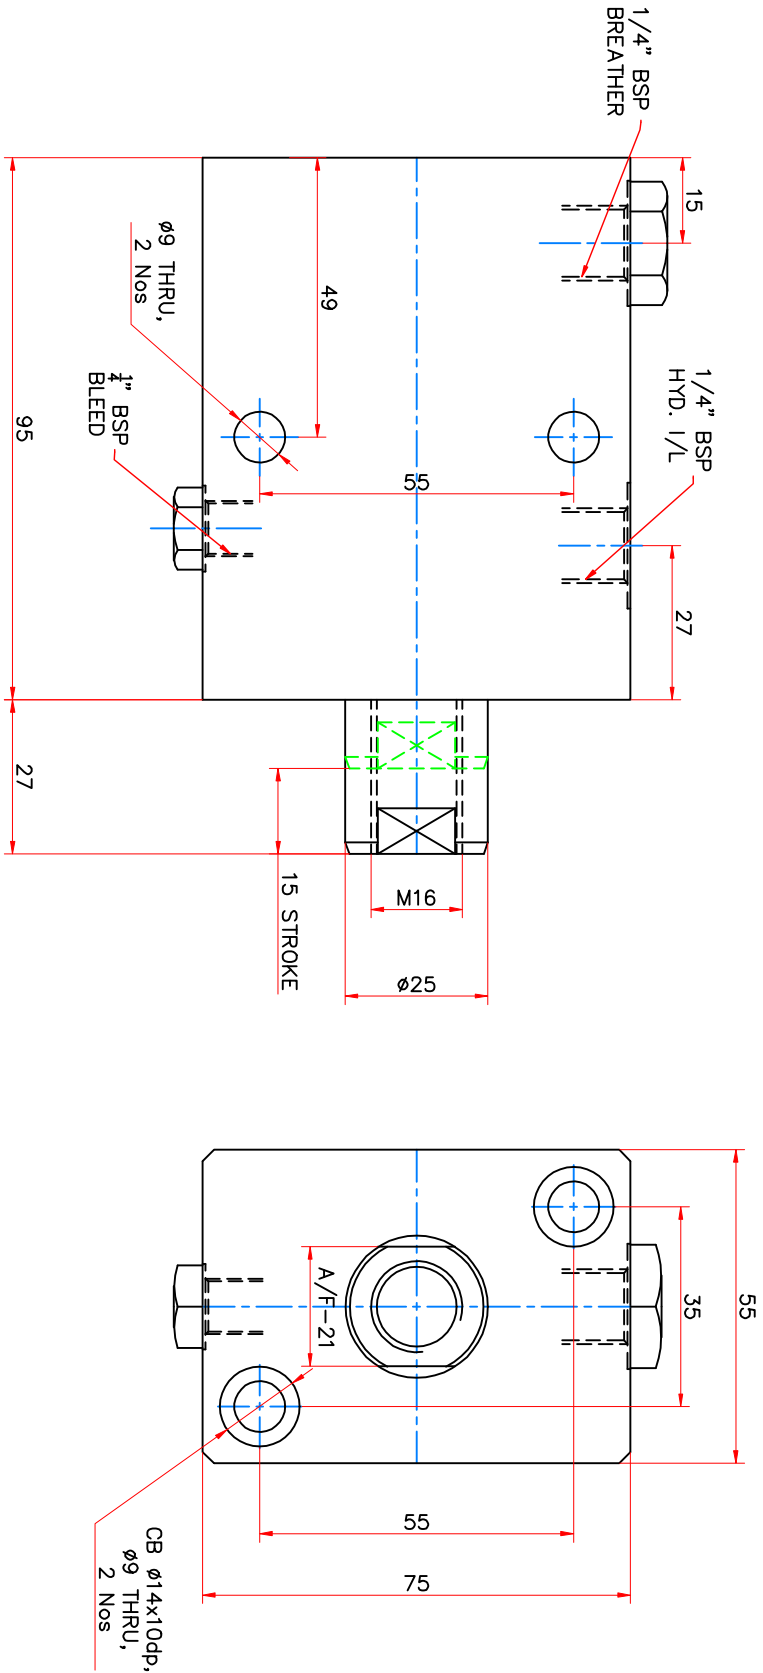 1/4" BSP
BREATHER
15
49
ø9 THRU,
2 Nos
1/4" BSP
HYD. I/L
55
1/4" BSP
BLEED
95
27
27
15 STROKE
M16
ø25
55
35
A/F-21
55
75
CB ø14x10dp,
ø9 THRU,
2 Nos